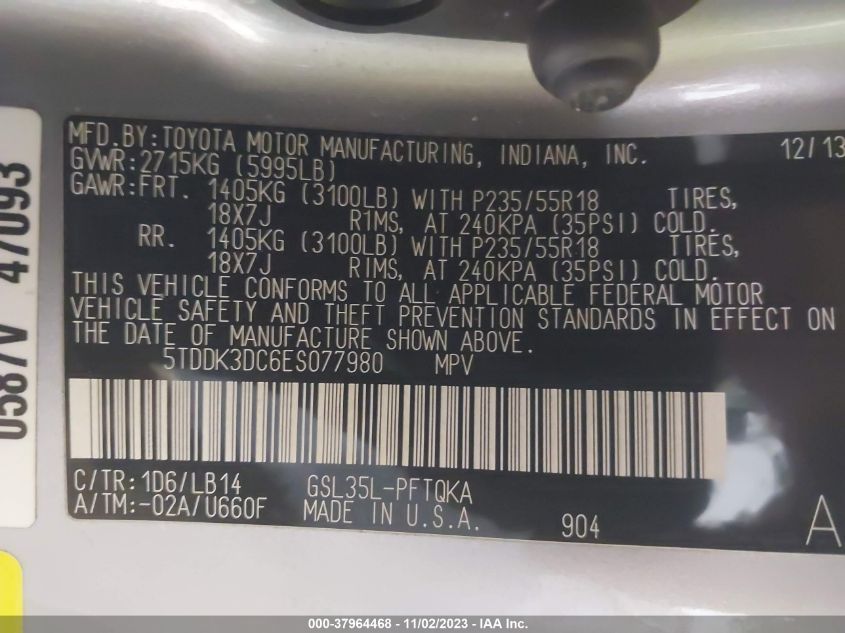 MFD.BY:TOYOTA MOTOR MANUFACTURING, INDIANA, INC. 12/13
GVWR:2715KG (5995LB)
GAWR:FRT. 1405KG (3100LB) WITH P235/55R18 TIRES,
18X7J RIMS, AT 240KPA (35PSI) COLD.
RR. 1405KG (3100LB) WITH P235/55R18 TIRES,
18X7J RIMS, AT 240KPA (35PSI) COLD.
THIS VEHICLE CONFORMS TO ALL APPLICABLE FEDERAL MOTOR
VEHICLE SAFETY AND THEFT PREVENTION STANDARDS IN EFFECT ON
THE DATE OF MANUFACTURE SHOWN ABOVE.
5TDDK3DC6ES077980 MPV
C/TR:1D6/LB14 GSL35L-PFTQKA
A/TM:-02A/U660F MADE IN U.S.A. 904 A
0587V 47093
000-37964468 - 11/02/2023 - IAA Inc.